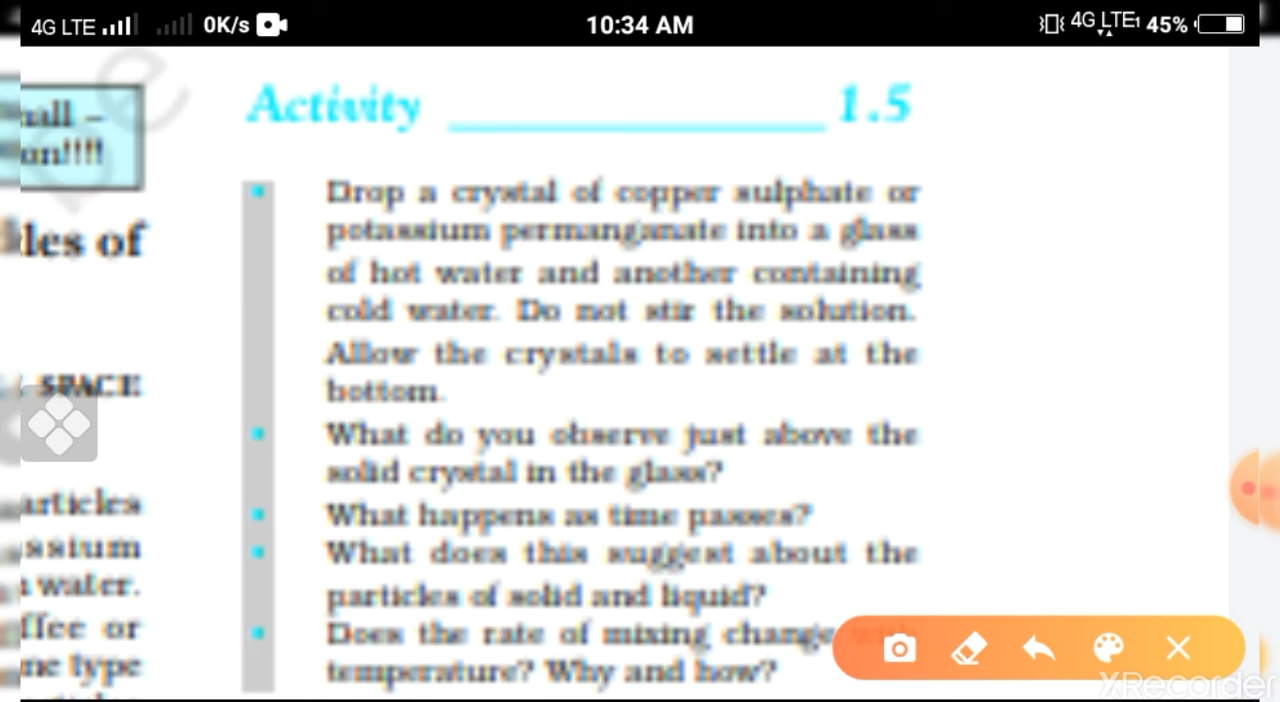 4G LTE 0K/s 10:34 AM 4G LTE1 45%
all –
on!!!!
les of
SPACE
articles
ssium
water.
ffee or
ne type
Activity 1.5
Drop a crystal of copper sulphate or
potassium permanganate into a glass
of hot water and another containing
cold water. Do not stir the solution.
Allow the crystals to settle at the
bottom.
What do you observe just above the
solid crystal in the glass?
What happens as time passes?
What does this suggest about the
particles of solid and liquid?
Does the rate of mixing change with
temperature? Why and how?
XRecorder